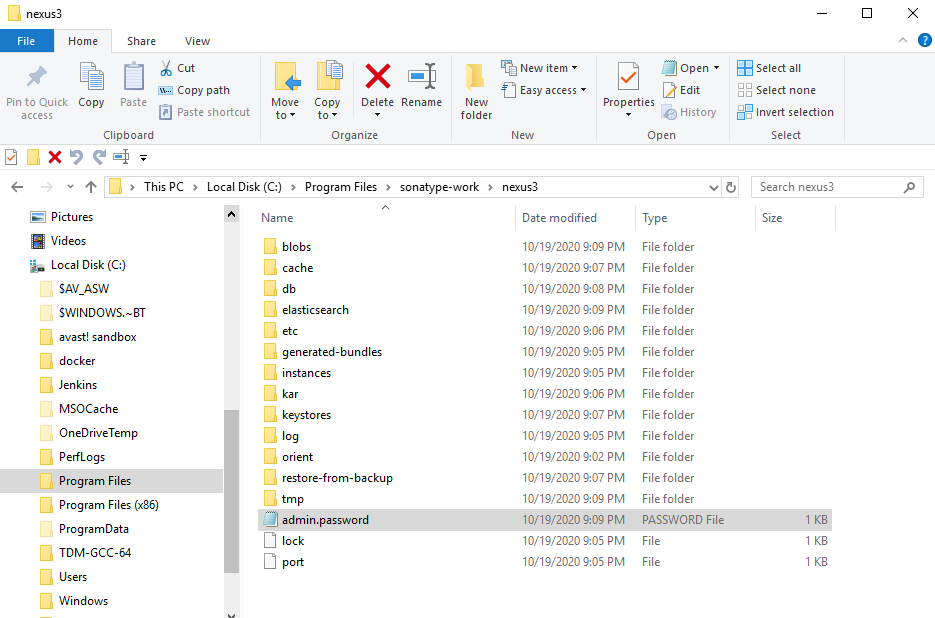 nexus3
File Home Share View
Pin to Quick access
Copy
Paste
Cut
Copy path
Paste shortcut
Clipboard
Move to
Copy to
Delete
Rename
Organize
New folder
New item
Easy access
New
Properties
Open
Edit
History
Open
Select all
Select none
Invert selection
Select
This PC > Local Disk (C:) > Program Files > sonatype-work > nexus3
Search nexus3
Pictures
Videos
Local Disk (C:)
$AV_ASW
$WINDOWS.~BT
avast! sandbox
docker
Jenkins
MSOCache
OneDriveTemp
PerfLogs
Program Files
Program Files (x86)
ProgramData
TDM-GCC-64
Users
Windows
Name Date modified Type Size
blobs 10/19/2020 9:09 PM File folder
cache 10/19/2020 9:07 PM File folder
db 10/19/2020 9:08 PM File folder
elasticsearch 10/19/2020 9:09 PM File folder
etc 10/19/2020 9:06 PM File folder
generated-bundles 10/19/2020 9:05 PM File folder
instances 10/19/2020 9:05 PM File folder
kar 10/19/2020 9:06 PM File folder
keystores 10/19/2020 9:07 PM File folder
log 10/19/2020 9:05 PM File folder
orient 10/19/2020 9:02 PM File folder
restore-from-backup 10/19/2020 9:07 PM File folder
tmp 10/19/2020 9:09 PM File folder
admin.password 10/19/2020 9:09 PM PASSWORD File 1 KB
lock 10/19/2020 9:05 PM File 1 KB
port 10/19/2020 9:05 PM File 1 KB